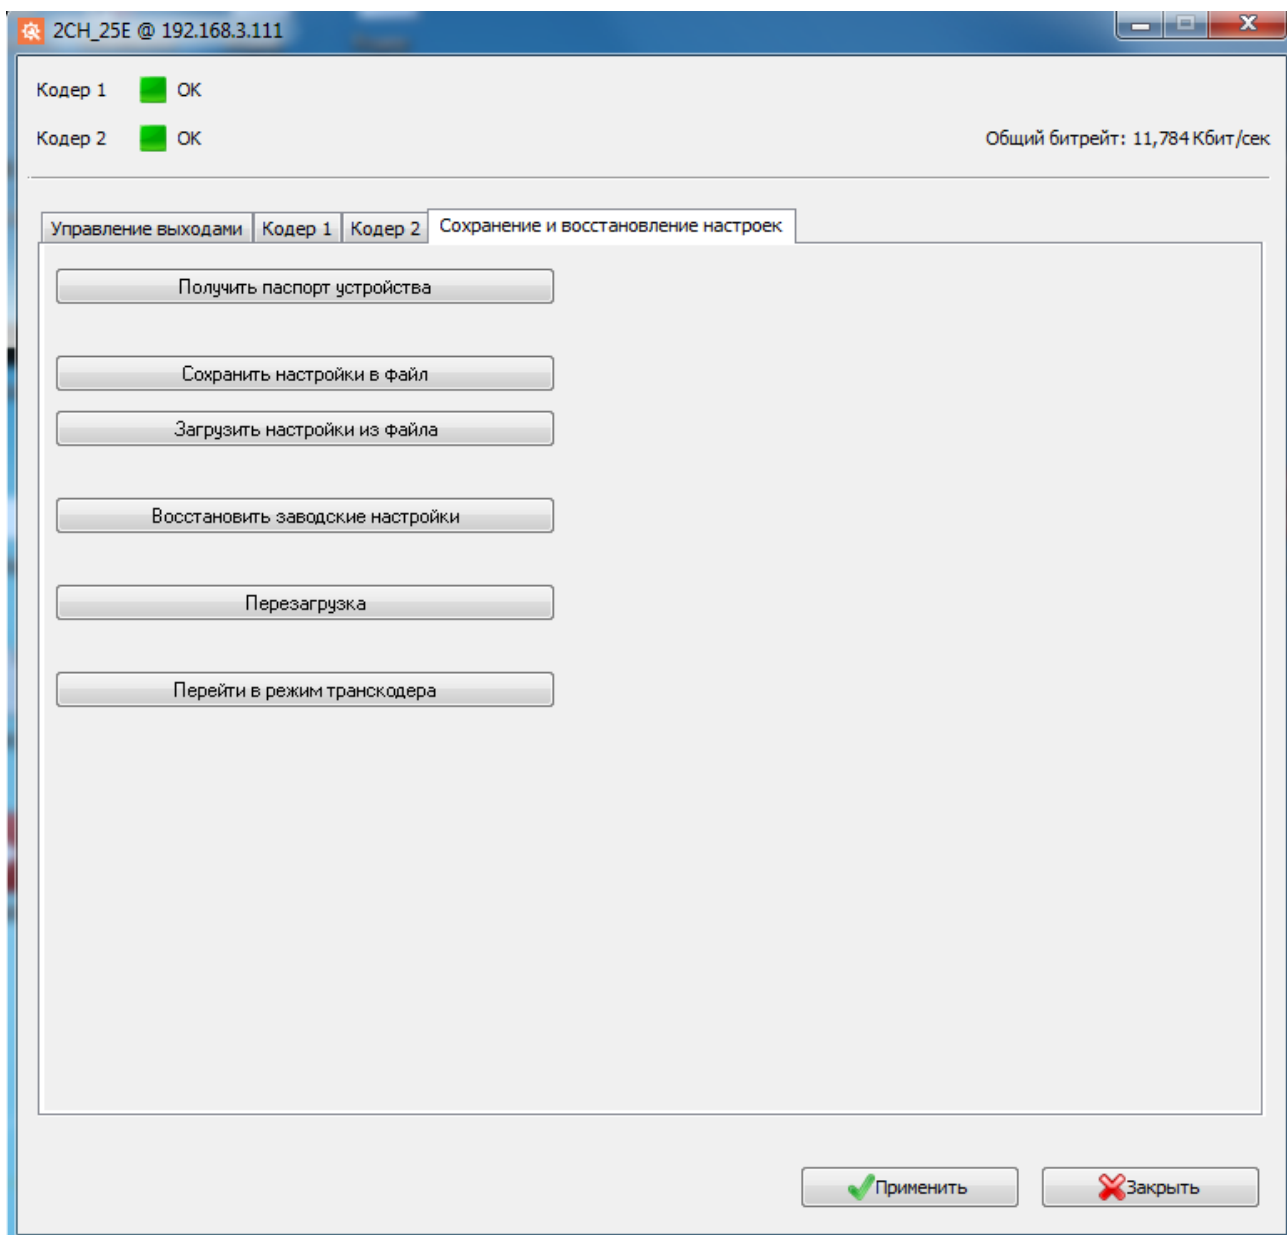 2CH_25E @ 192.168.3.111
Кодер 1 OK
Кодер 2 OK
Общий битрейт: 11,784 Кбит/сек
Управление выходами Кодер 1 Кодер 2 Сохранение и восстановление настроек
Получить паспорт устройства
Сохранить настройки в файл
Загрузить настройки из файла
Восстановить заводские настройки
Перезагрузка
Перейти в режим транскодера
Применить Закрыть